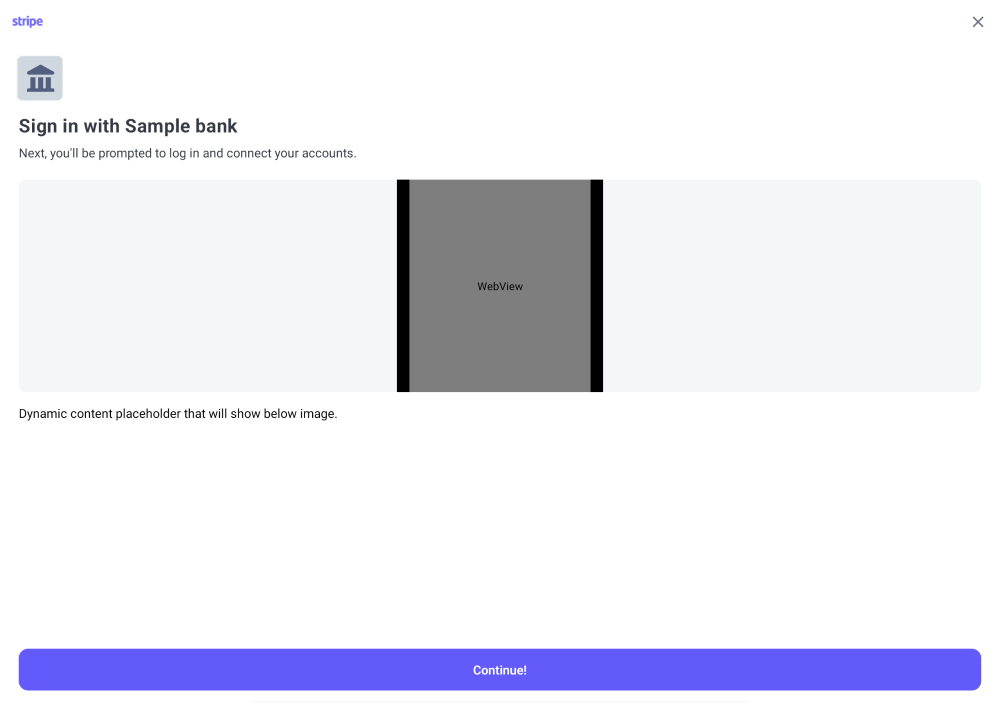 stripe
Sign in with Sample bank
Next, you'll be prompted to log in and connect your accounts.
WebView
Dynamic content placeholder that will show below image.
Continue!